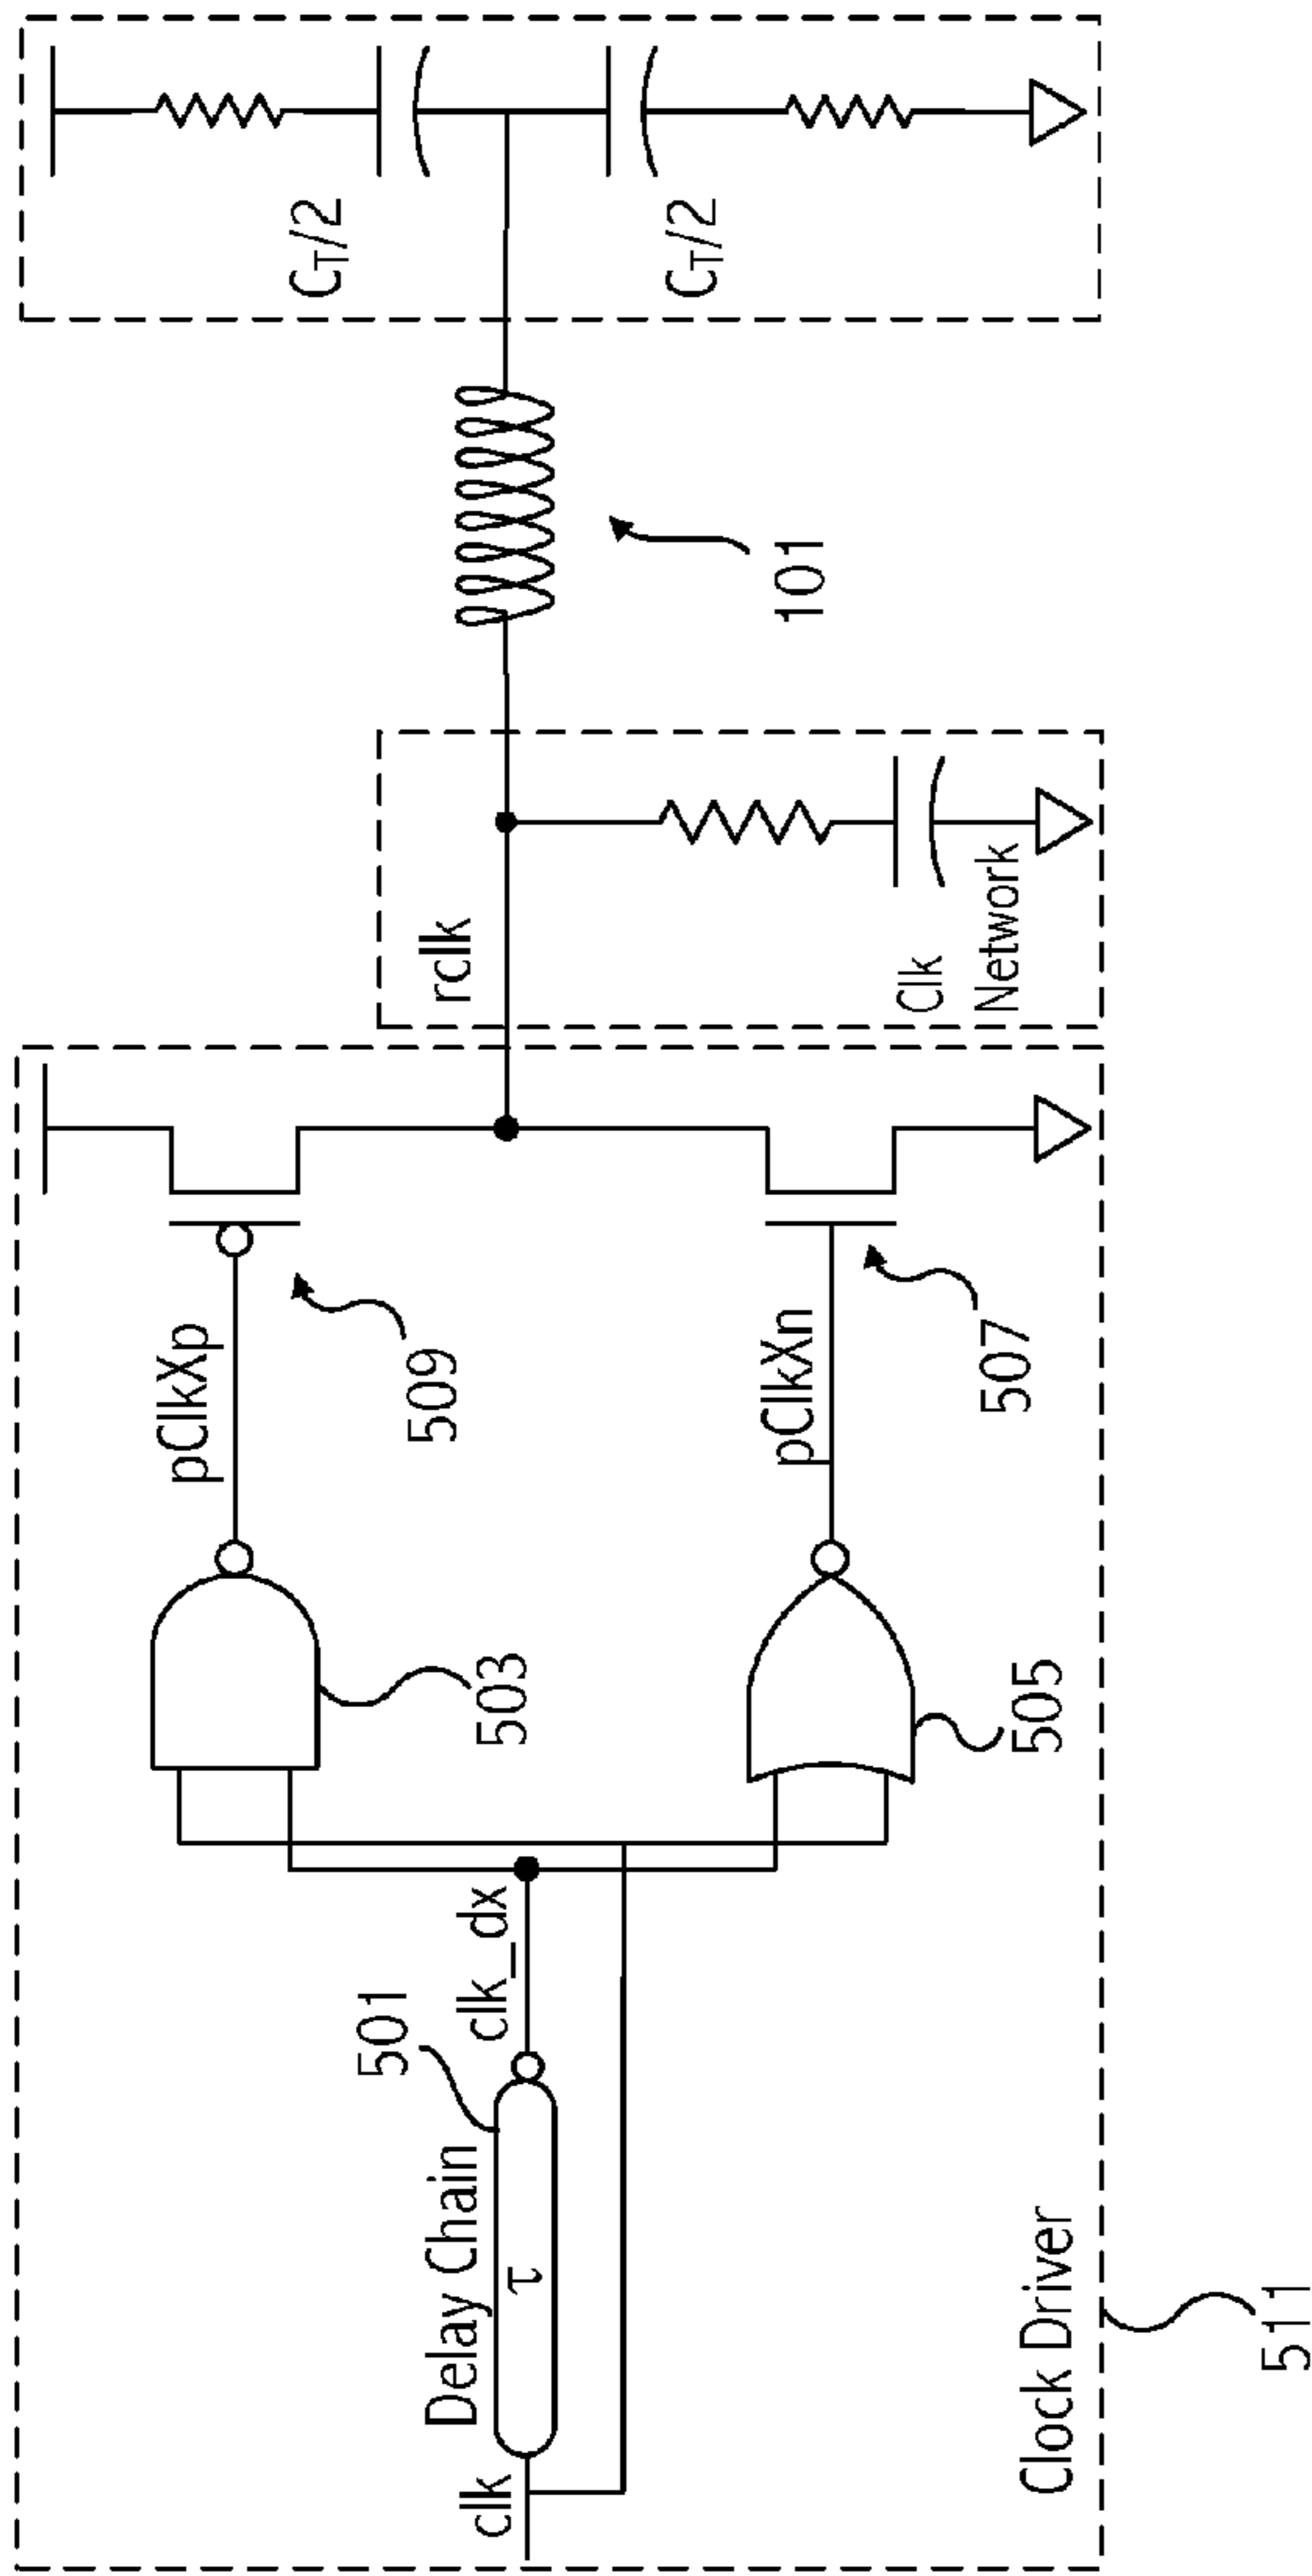 clk
Delay Chain
τ
501
clk_dx
503
505
pClkXp
509
pClkXn
507
Clock Driver
511
rclk
Clk
Network
101
CT/2
CT/2